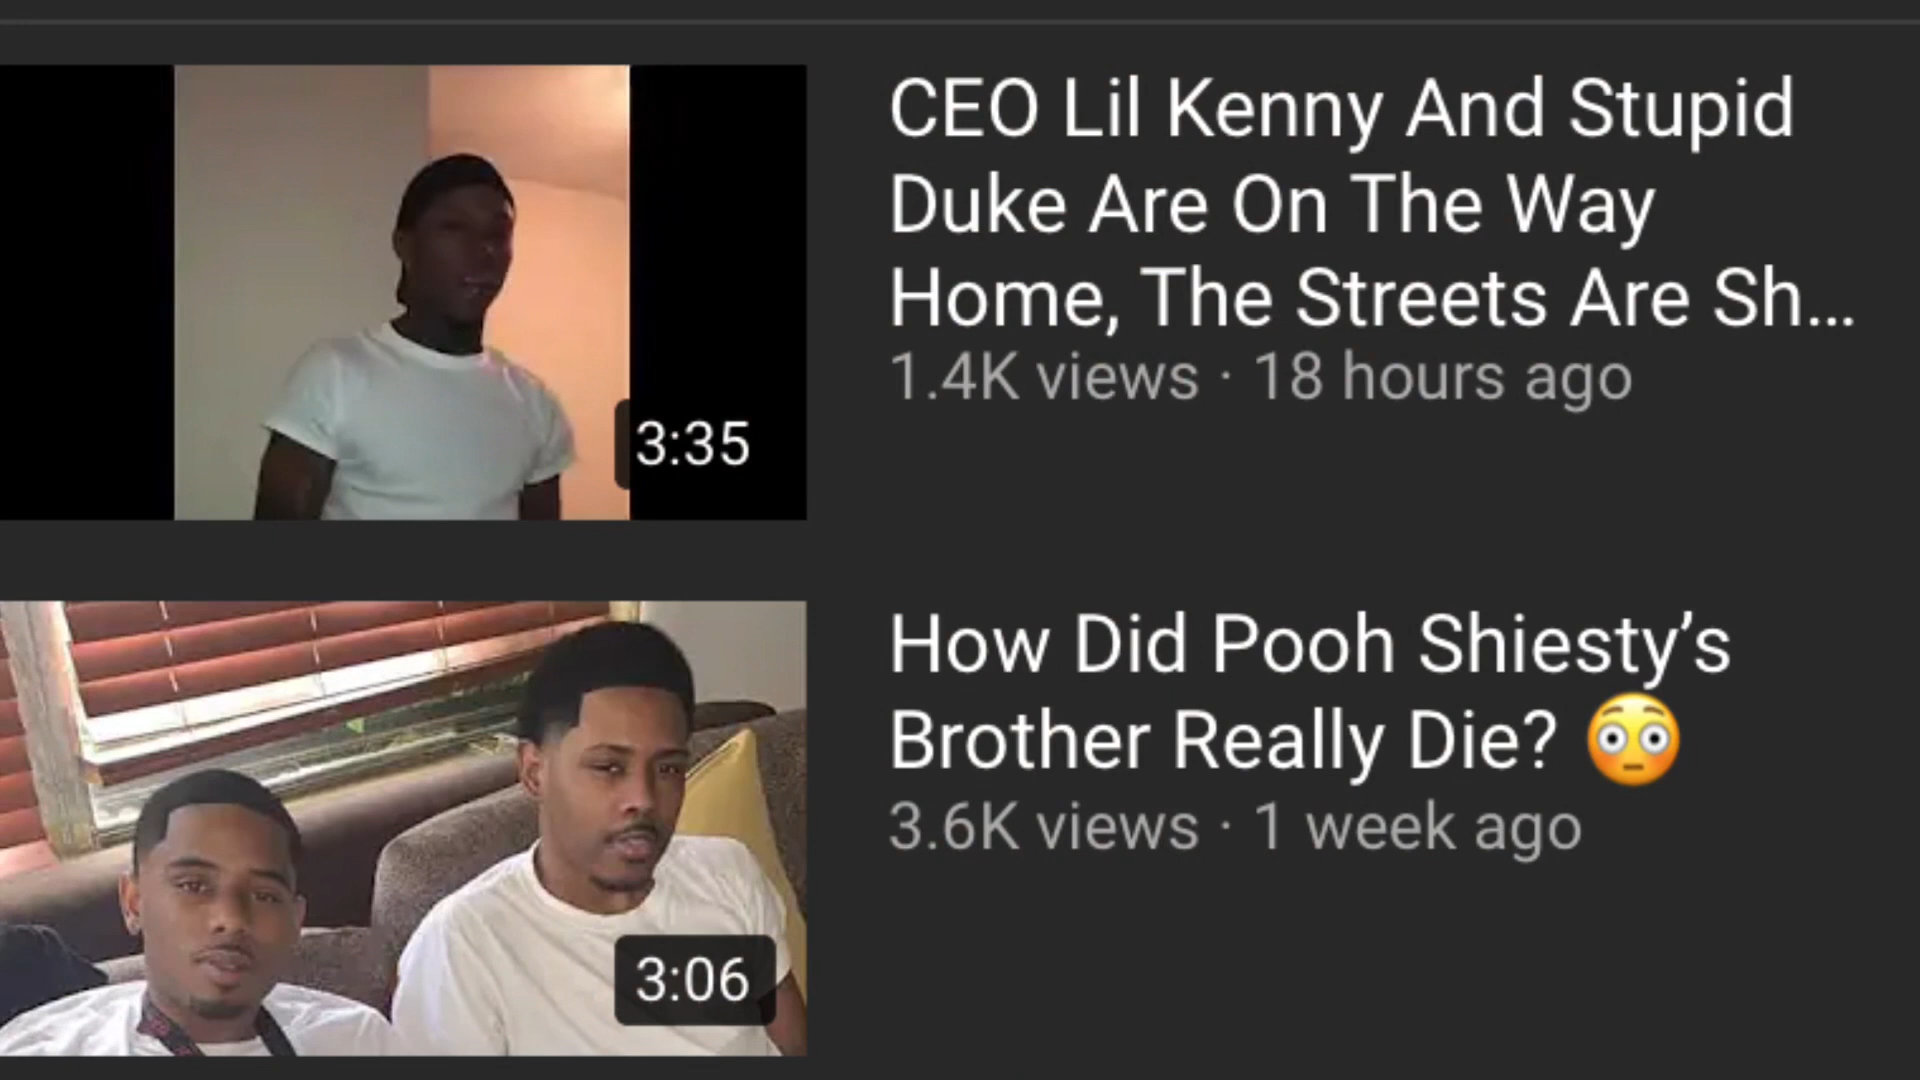 CEO Lil Kenny And Stupid
Duke Are On The Way
Home, The Streets Are Sh...
1.4K views · 18 hours ago
3:35
How Did Pooh Shiesty’s
Brother Really Die? 😳
3.6K views · 1 week ago
3:06